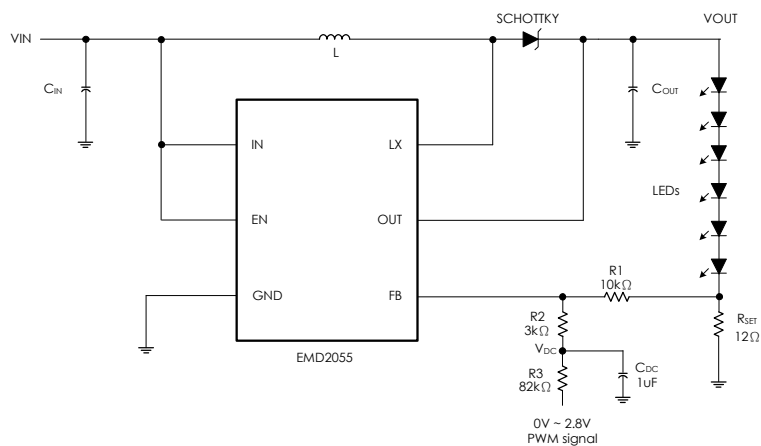 SCHOTTKY
VOUT
VIN
L
CIN
COUT
IN
LX
EN
OUT
LEDs
GND
FB
R1
10kΩ
R2
3kΩ
RSET
12Ω
VDC
EMD2055
R3
82kΩ
CDC
1uF
0V ~ 2.8V
PWM signal